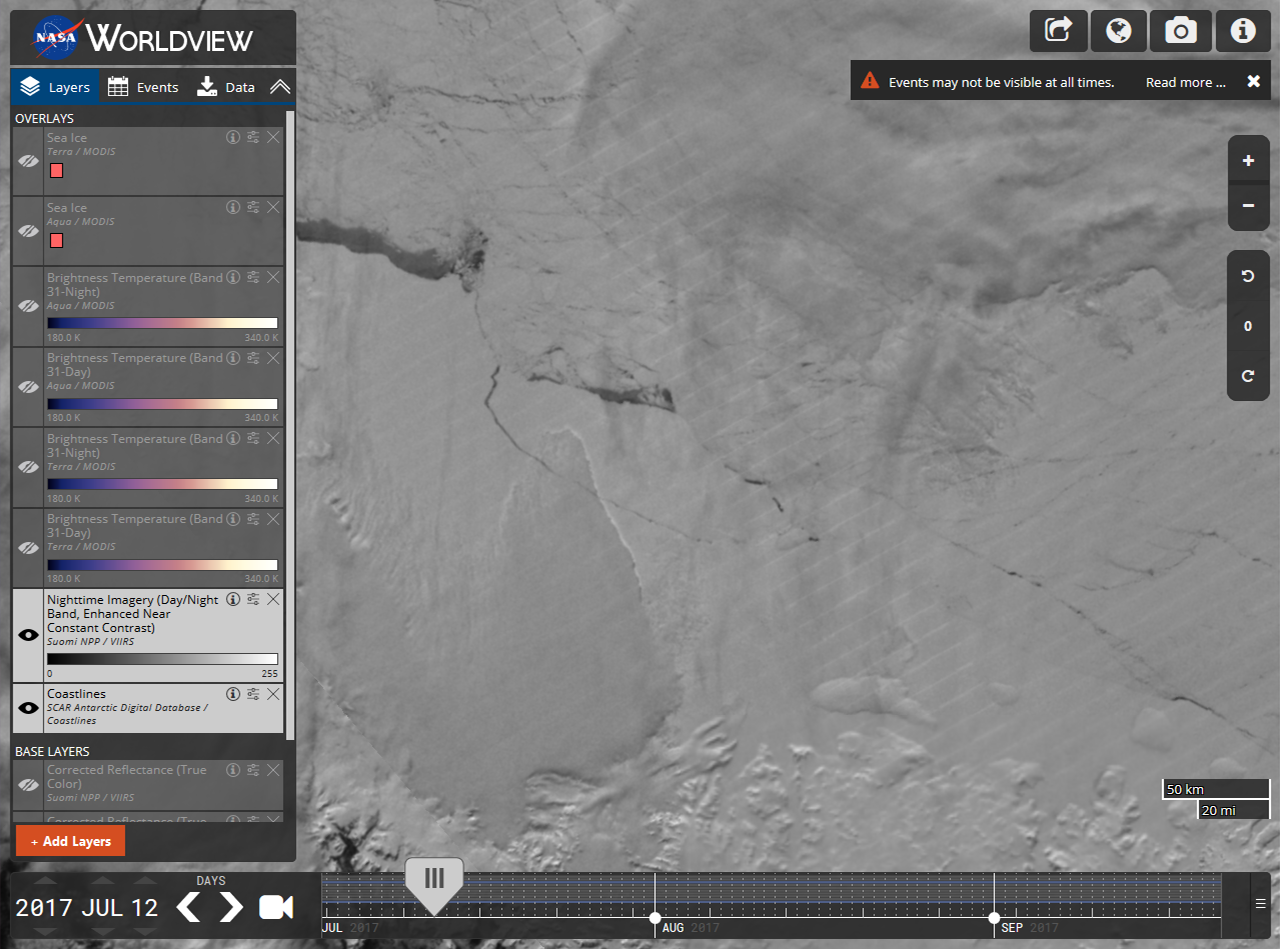 NASA WORLDVIEW
Layers Events Data
Events may not be visible at all times. Read more ...
OVERLAYS
Sea Ice
Terra / MODIS
Sea Ice
Aqua / MODIS
Brightness Temperature (Band
31-Night)
Aqua / MODIS
180.0 K 340.0 K
Brightness Temperature (Band
31-Day)
Aqua / MODIS
180.0 K 340.0 K
Brightness Temperature (Band
31-Night)
Terra / MODIS
180.0 K 340.0 K
Brightness Temperature (Band
31-Day)
Terra / MODIS
180.0 K 340.0 K
Nighttime Imagery (Day/Night
Band, Enhanced Near
Constant Contrast)
Suomi NPP / VIIRS
0 255
Coastlines
SCAR Antarctic Digital Database /
Coastlines
BASE LAYERS
Corrected Reflectance (True
Color)
Suomi NPP / VIIRS
Corrected Reflectance (True
+ Add Layers
+
−
0
50 km
20 mi
DAYS
2017 JUL 12
JUL 2017 AUG 2017 SEP 2017